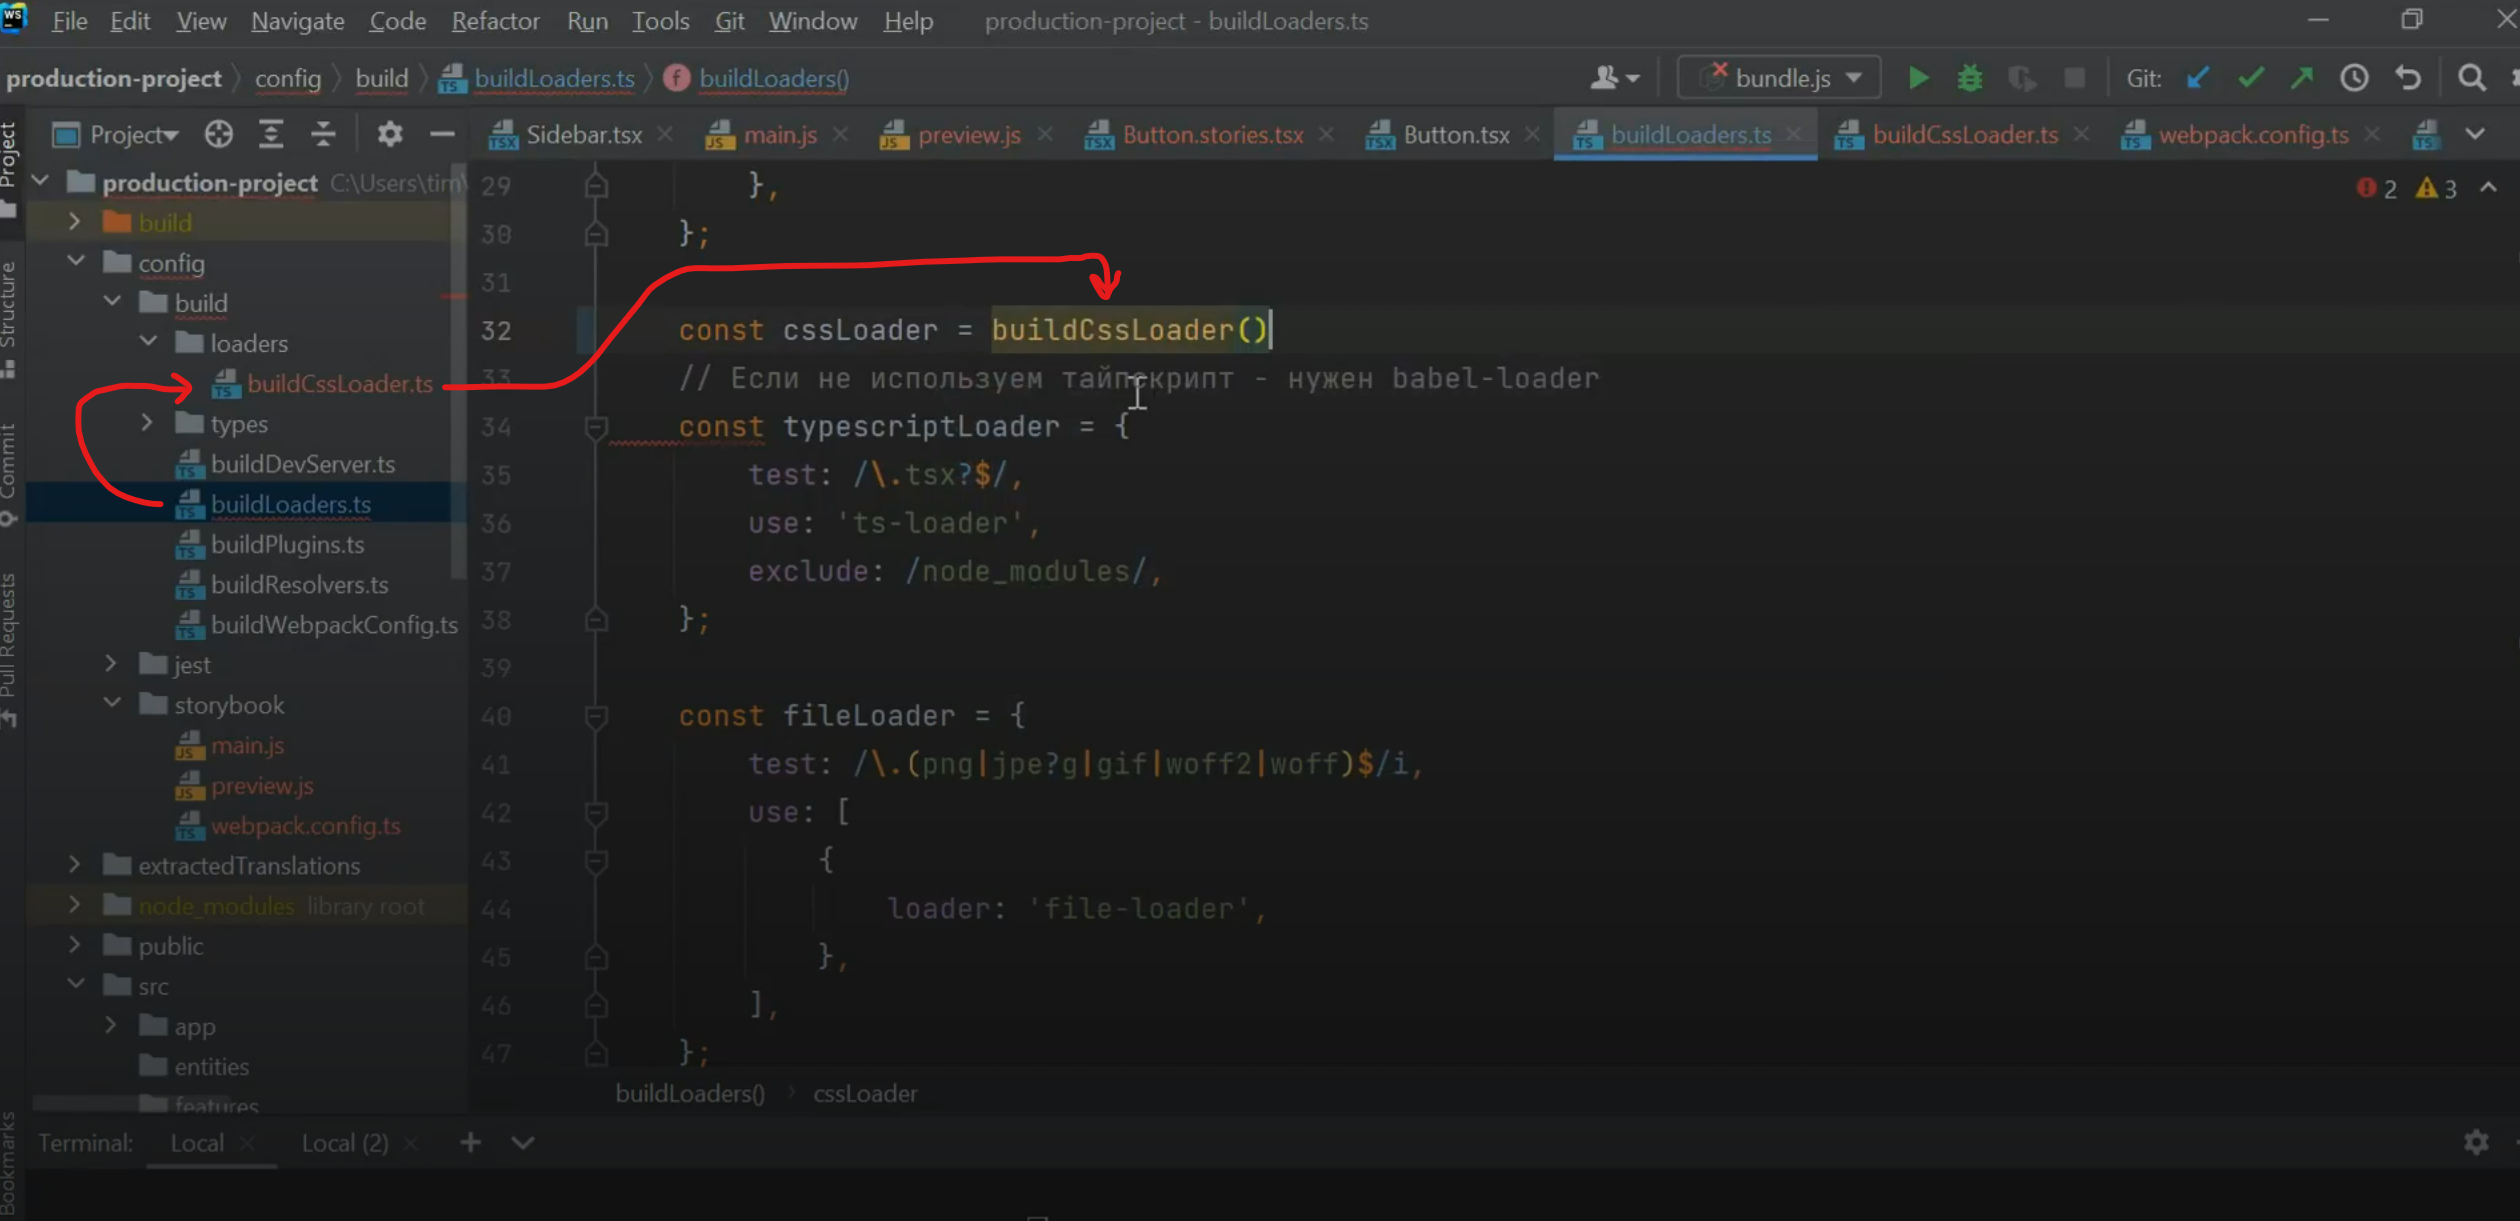 WS File Edit View Navigate Code Refactor Run Tools Git Window Help production-project - buildLoaders.ts
production-project config build buildLoaders.ts f buildLoaders() bundle.js Git:
Project Sidebar.tsx main.js preview.js Button.stories.tsx Button.tsx buildLoaders.ts buildCssLoader.ts webpack.config.ts
Project
Structure
Commit
Pull Requests
Bookmarks
production-project C:\Users\tim\
build
config
build
loaders
buildCssLoader.ts
types
buildDevServer.ts
buildLoaders.ts
buildPlugins.ts
buildResolvers.ts
buildWebpackConfig.ts
jest
storybook
main.js
preview.js
webpack.config.ts
extractedTranslations
node_modules library root
public
src
app
entities
features
2 3
29 },
30 };
31
32 const cssLoader = buildCssLoader()
33 // Если не используем тайпскрипт - нужен babel-loader
34 const typescriptLoader = {
35 test: /\.tsx?$/,
36 use: 'ts-loader',
37 exclude: /node_modules/,
38 };
39
40 const fileLoader = {
41 test: /\.(png|jpe?g|gif|woff2|woff)$/i,
42 use: [
43 {
44 loader: 'file-loader',
45 },
46 ],
47 };
buildLoaders() cssLoader
Terminal: Local Local (2)